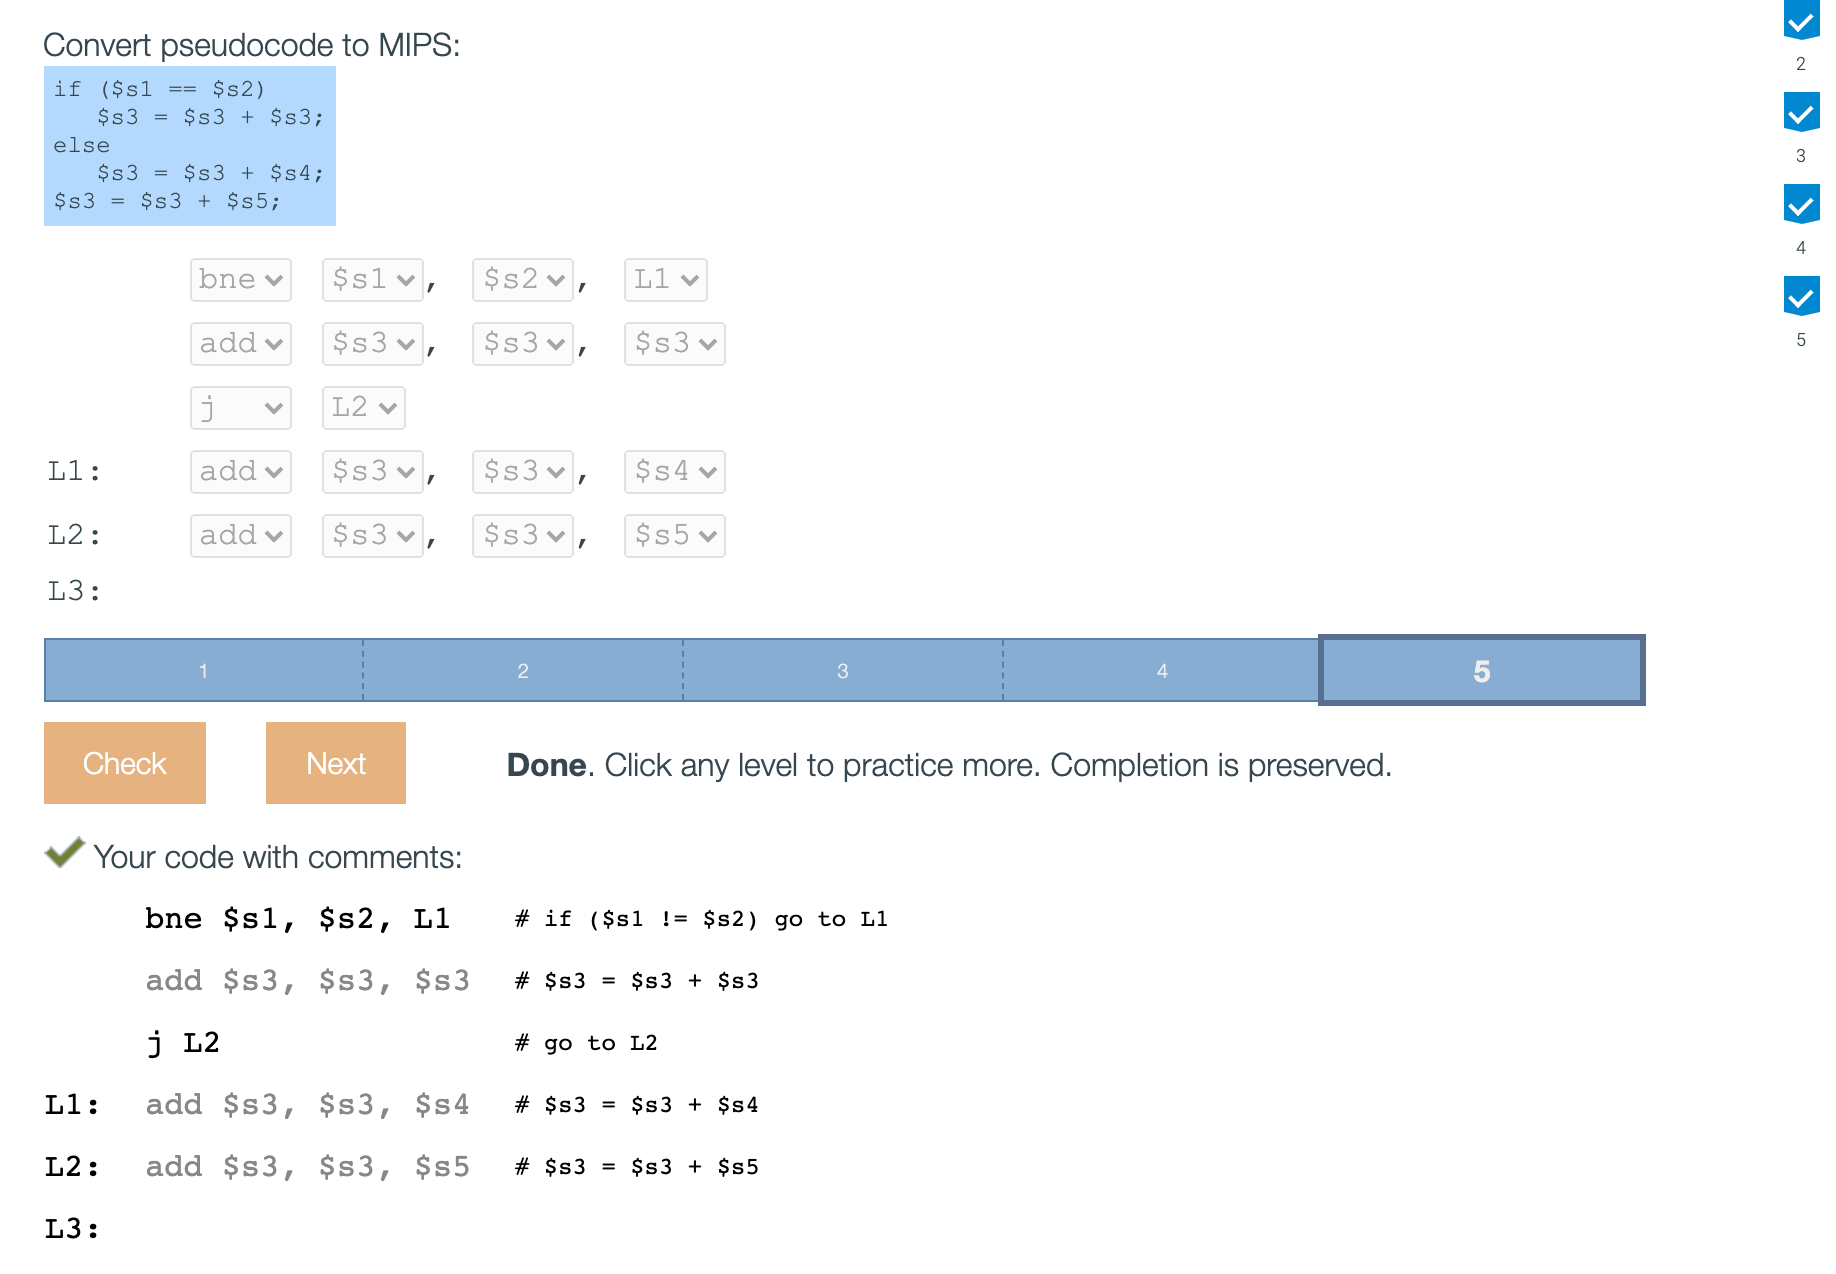 Convert pseudocode to MIPS:
if ($s1 == $s2)
   $s3 = $s3 + $s3;
else
   $s3 = $s3 + $s4;
$s3 = $s3 + $s5;
bne $s1, $s2, L1
add $s3, $s3, $s3
j L2
L1: add $s3, $s3, $s4
L2: add $s3, $s3, $s5
L3:
1 2 3 4 5
Check Next Done. Click any level to practice more. Completion is preserved.
Your code with comments:
bne $s1, $s2, L1 # if ($s1 != $s2) go to L1
add $s3, $s3, $s3 # $s3 = $s3 + $s3
j L2 # go to L2
L1: add $s3, $s3, $s4 # $s3 = $s3 + $s4
L2: add $s3, $s3, $s5 # $s3 = $s3 + $s5
L3:
2
3
4
5